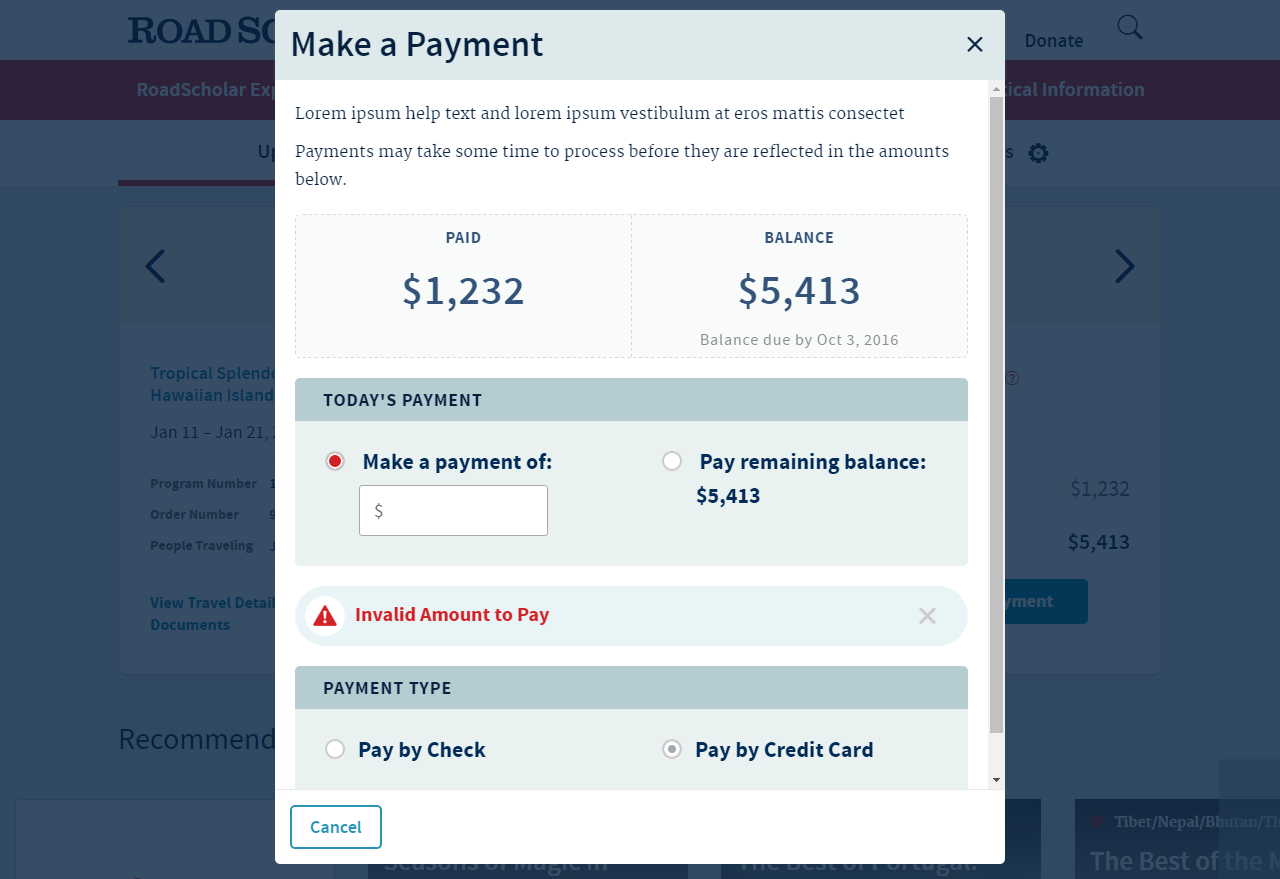 ROAD SC
Make a Payment
Donate
RoadScholar Exp
ical Information
Up
s
Lorem ipsum help text and lorem ipsum vestibulum at eros mattis consectet
Payments may take some time to process before they are reflected in the amounts
below.
PAID
BALANCE
$1,232
$5,413
Balance due by Oct 3, 2016
Tropical Splendo
Hawaiian Island
Jan 11 – Jan 21, 2
Program Number 1
Order Number 9
People Traveling J
View Travel Detail
Documents
$1,232
$5,413
yment
TODAY'S PAYMENT
Make a payment of:
Pay remaining balance:
$5,413
$
Invalid Amount to Pay
PAYMENT TYPE
Pay by Check
Pay by Credit Card
Recommend
Cancel
Tibet/Nepal/Bhutan/Th
Seasons of Magic in
The Best of Portugal:
The Best of the M